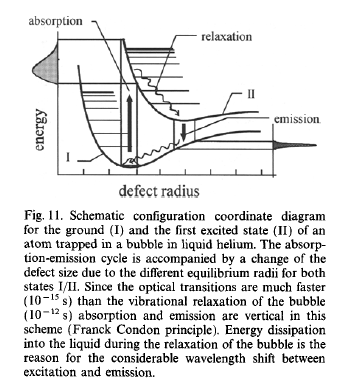 absorption
relaxation
II
emission
energy
I
defect radius
Fig. 11. Schematic configuration coordinate diagram
for the ground (I) and the first excited state (II) of an
atom trapped in a bubble in liquid helium. The absorp-
tion-emission cycle is accompanied by a change of the
defect size due to the different equilibrium radii for both
states I/II. Since the optical transitions are much faster
(10⁻¹⁵ s) than the vibrational relaxation of the bubble
(10⁻¹² s) absorption and emission are vertical in this
scheme (Franck Condon principle). Energy dissipation
into the liquid during the relaxation of the bubble is the
reason for the considerable wavelength shift between
excitation and emission.